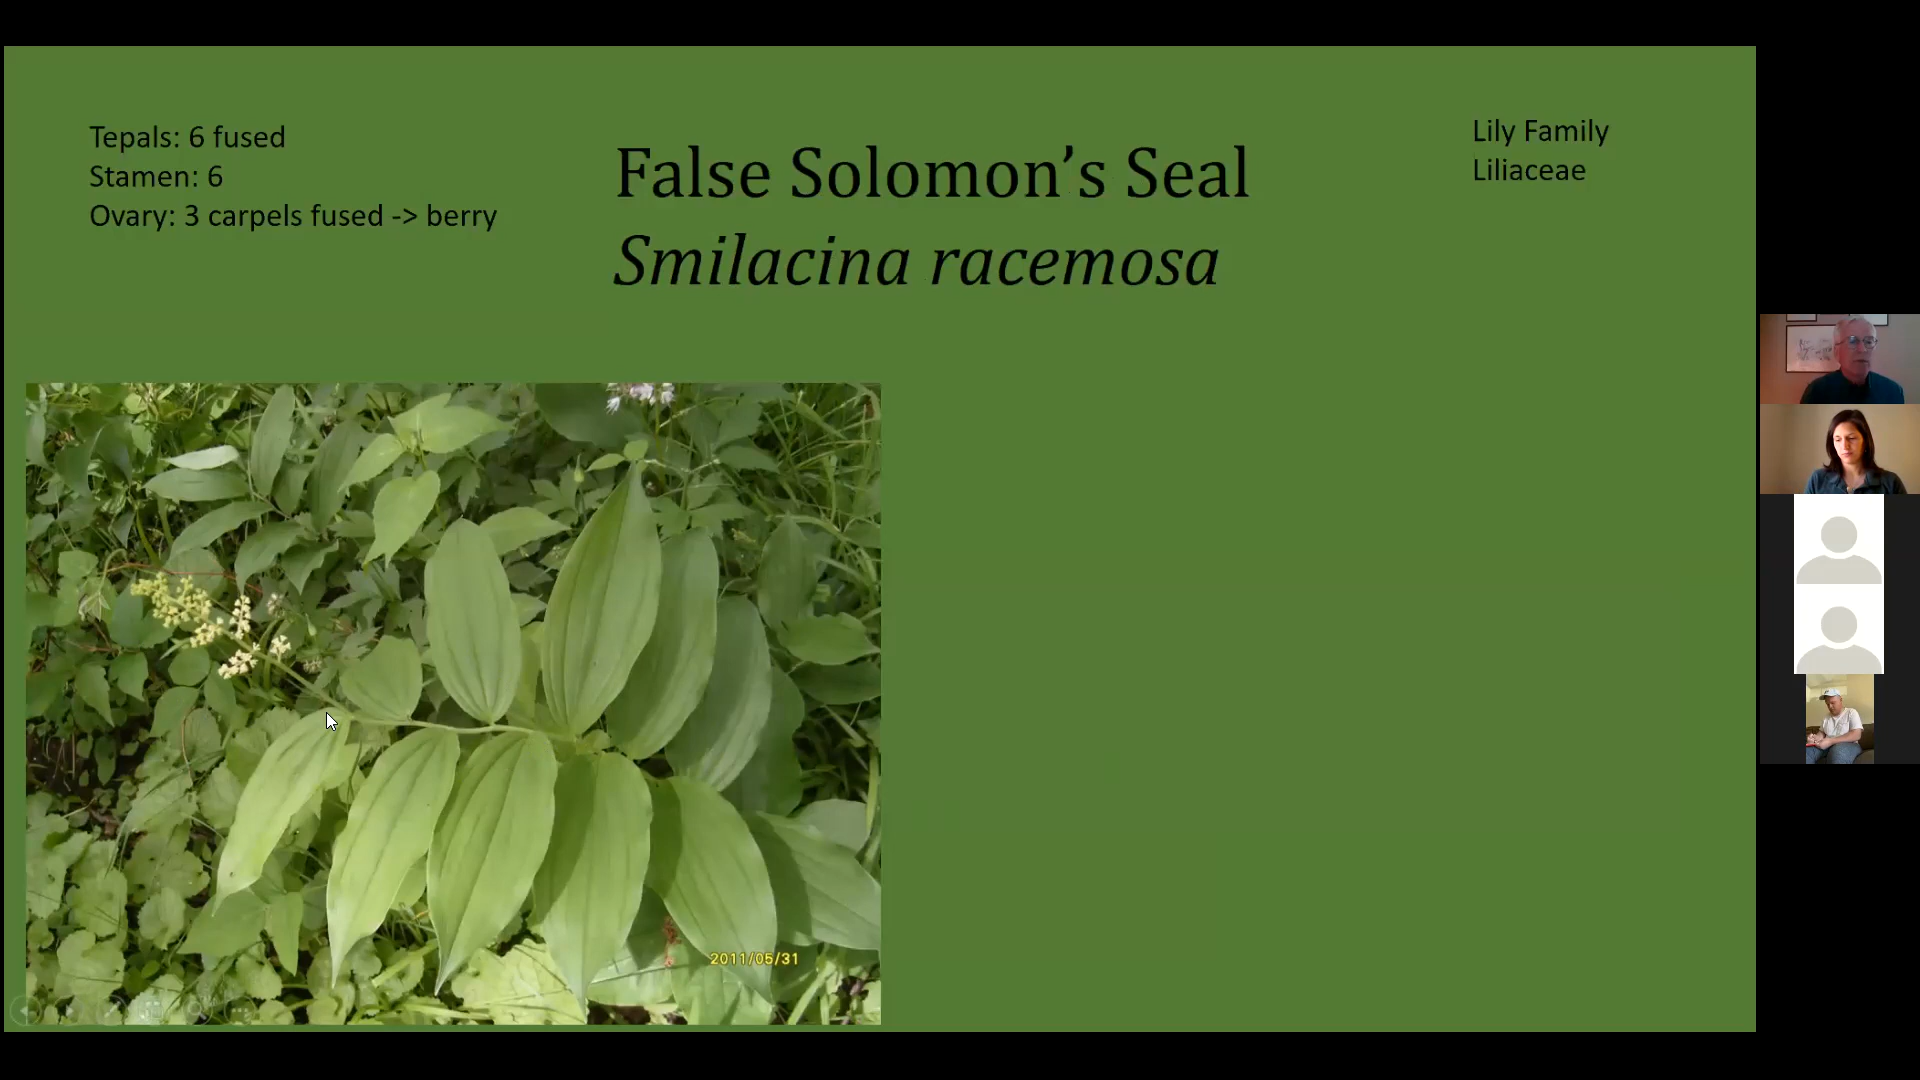 Tepals: 6 fused
Stamen: 6
Ovary: 3 carpels fused -> berry
False Solomon’s Seal
Smilacina racemosa
Lily Family
Liliaceae
2011/05/31